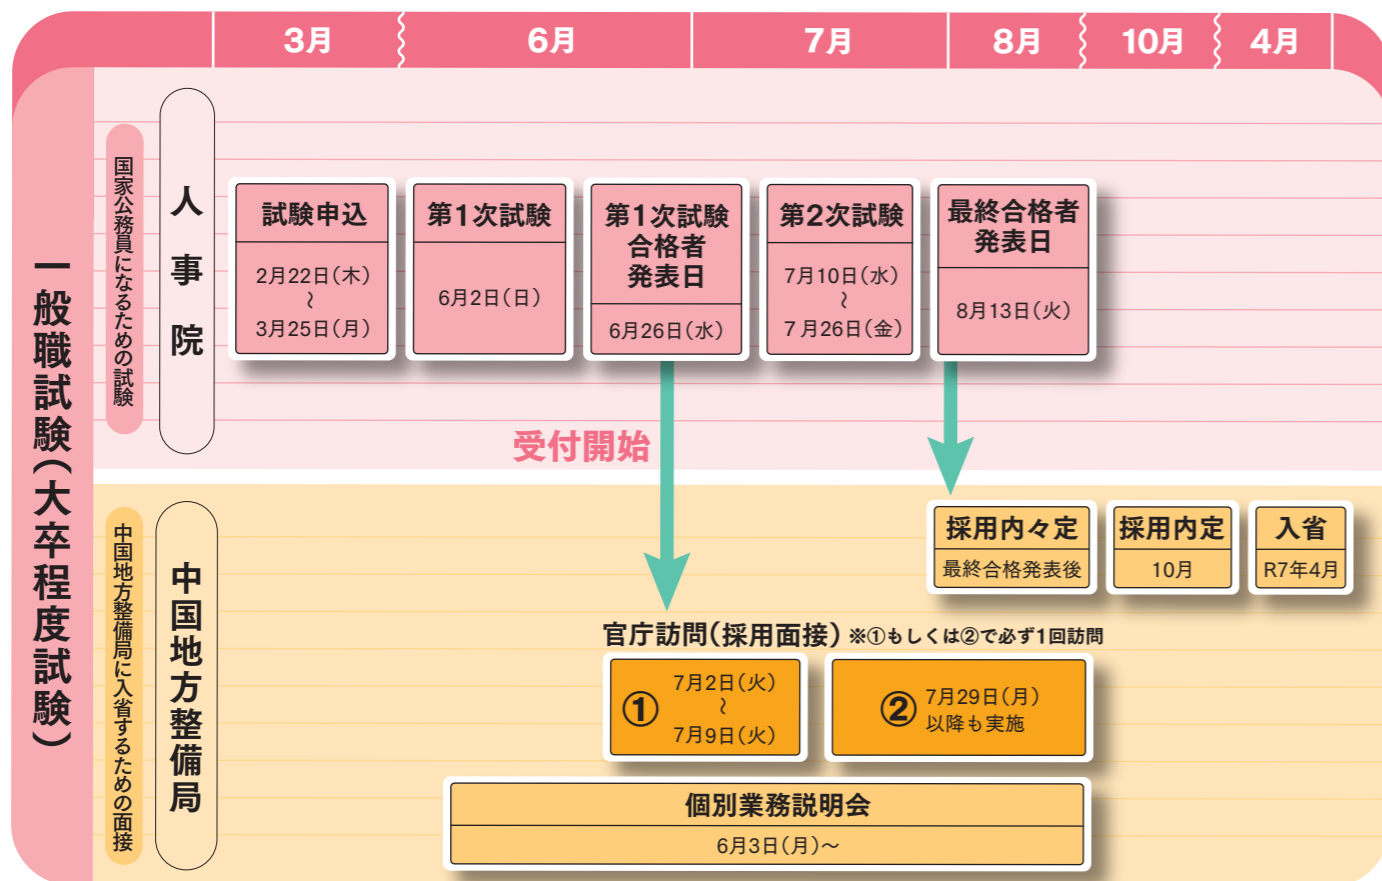 3月
6月
7月
8月
10月
4月
一般職試験(大卒程度試験)
国家公務員になるための試験
人事院
試験申込
2月22日(木)
〜
3月25日(月)
第1次試験
6月2日(日)
第1次試験
合格者
発表日
6月26日(水)
第2次試験
7月10日(水)
〜
7月26日(金)
最終合格者
発表日
8月13日(火)
受付開始
中国地方整備局に入省するための面接
中国地方整備局
採用内々定
最終合格発表後
採用内定
10月
入省
R7年4月
官庁訪問(採用面接) ※①もしくは②で必ず1回訪問
①
7月2日(火)
〜
7月9日(火)
②
7月29日(月)
以降も実施
個別業務説明会
6月3日(月)〜